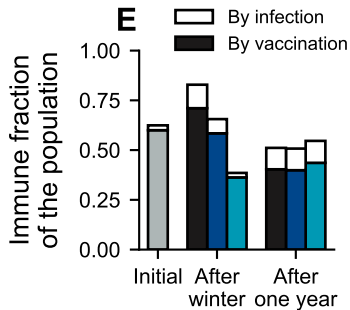 E
By infection
By vaccination
Immune fraction
of the population
1.00
0.75
0.50
0.25
0.00
Initial
After
winter
After
one year